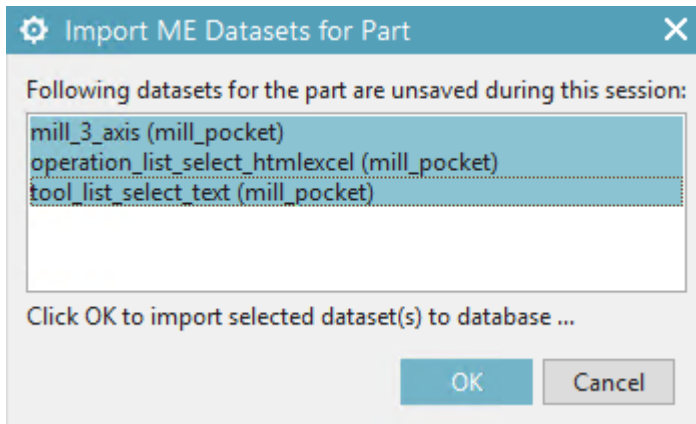 Import ME Datasets for Part
Following datasets for the part are unsaved during this session:
mill_3_axis (mill_pocket)
operation_list_select_htmlexcel (mill_pocket)
tool_list_select_text (mill_pocket)
Click OK to import selected dataset(s) to database ...
OK
Cancel